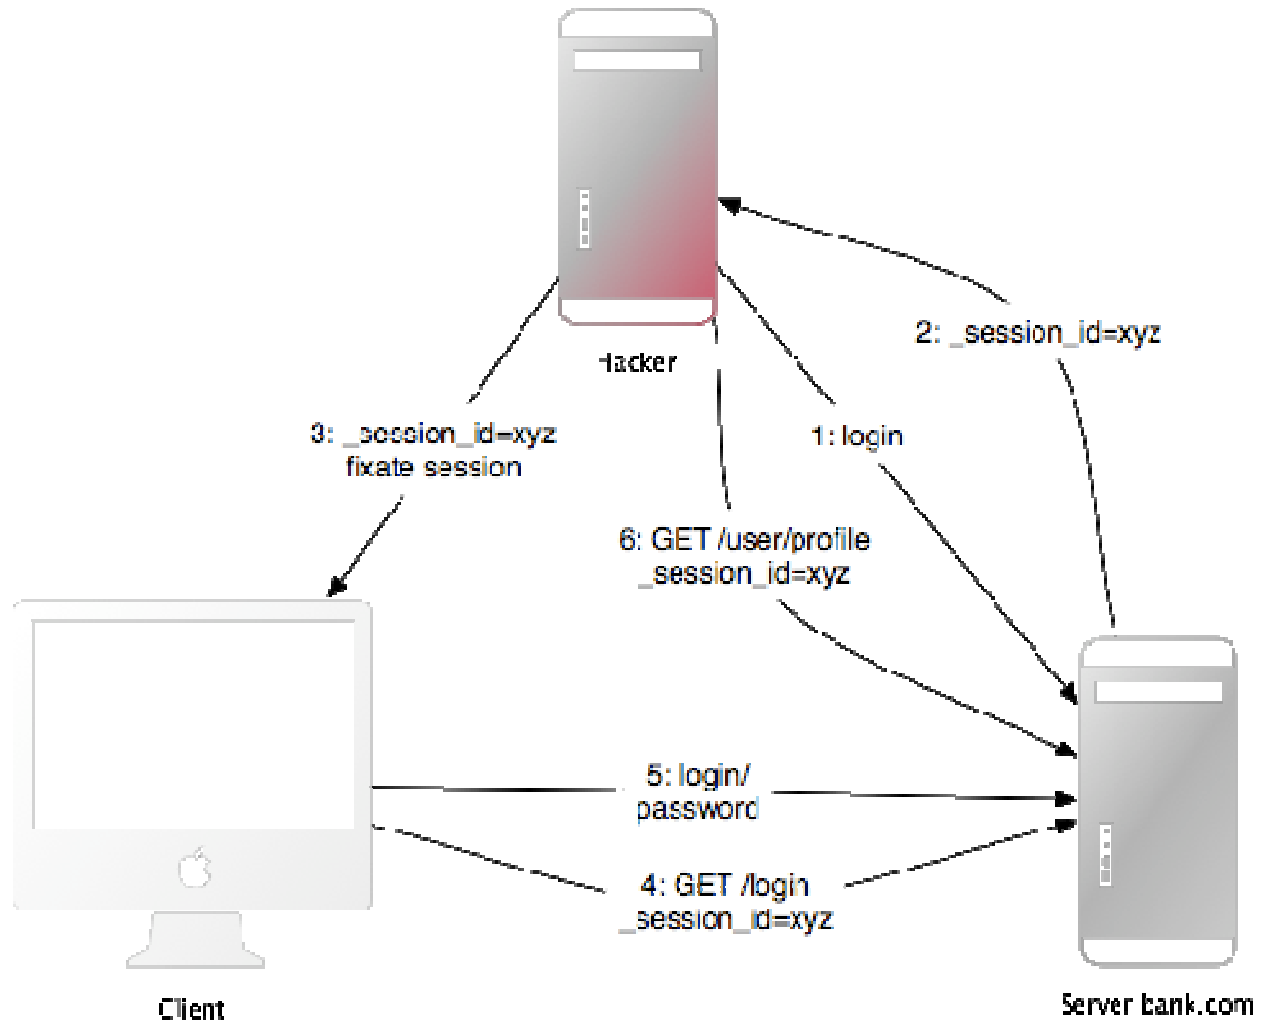 Hacker
2: _session_id=xyz
3: _session_id=xyz
fixate session
1: login
6: GET /user/profile
_session_id=xyz
5: login/
password
4: GET /login
_session_id=xyz
Client
Server bank.com